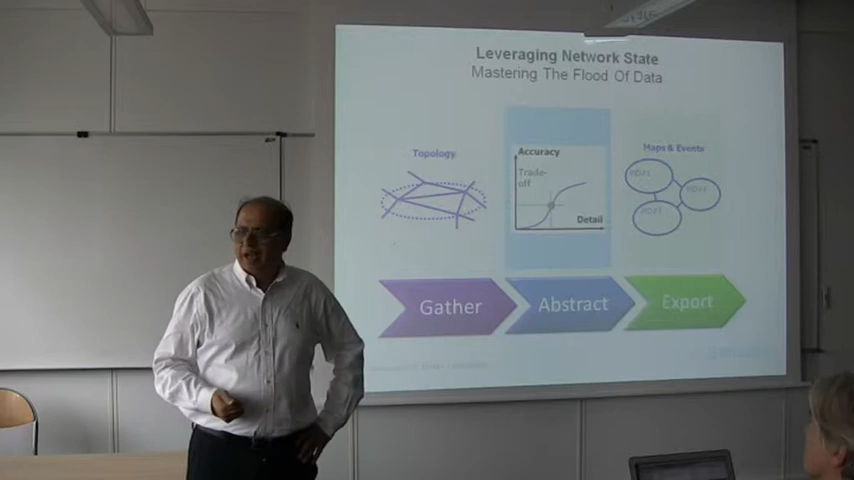 Leveraging Network State
Mastering The Flood Of Data
Topology
Accuracy
Trade-
off
Detail
Maps & Events
Gather
Abstract
Export